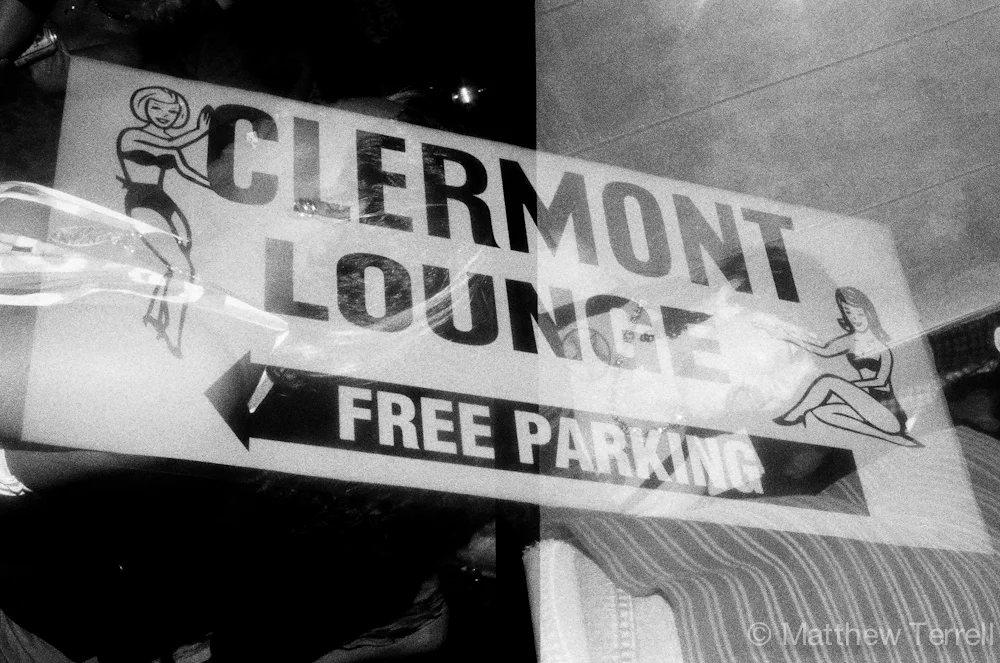 CLERMONT
LOUNGE
FREE PARKING
© Matthew Terrell